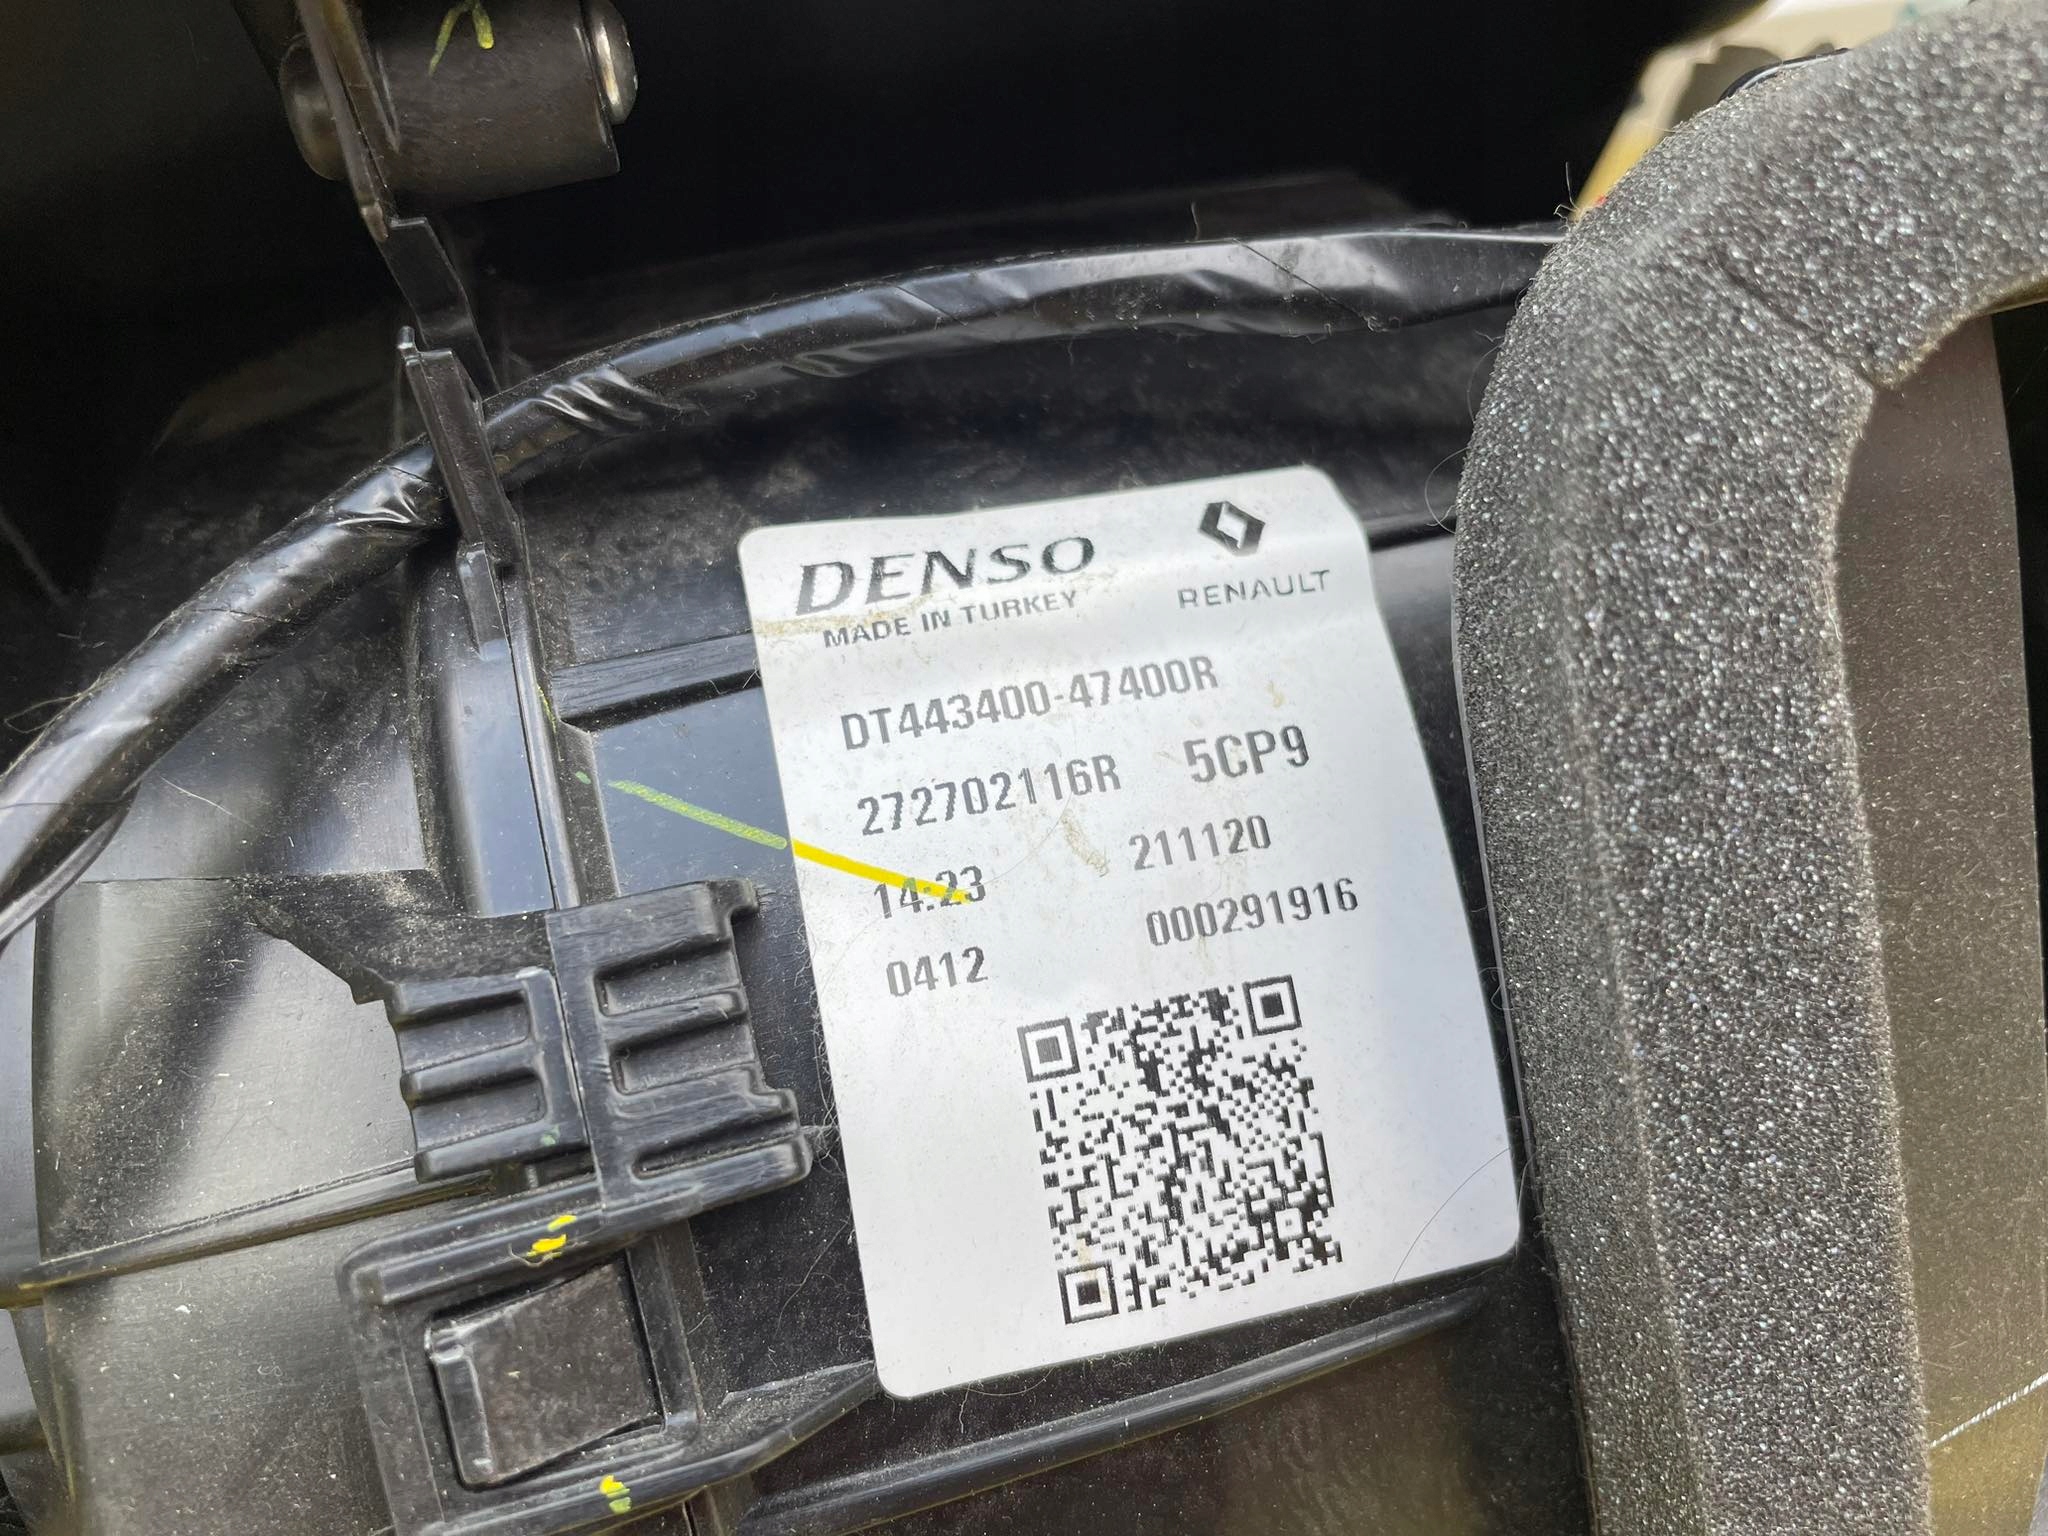 DENSO
RENAULT
MADE IN TURKEY
DT443400-47400R
272702116R 5CP9
14:23 211120
0412 000291916